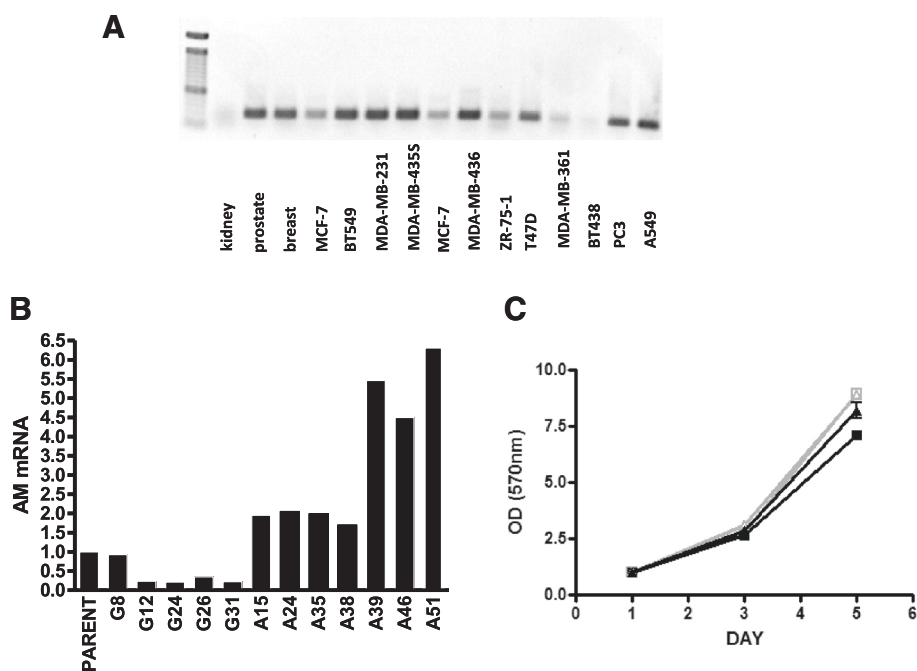 A
kidney
prostate
breast
MCF-7
BT549
MDA-MB-231
MDA-MB-435S
MCF-7
MDA-MB-436
ZR-75-1
T47D
MDA-MB-361
BT438
PC3
A549
B
AM mRNA
6.5
6.0
5.5
5.0
4.5
4.0
3.5
3.0
2.5
2.0
1.5
1.0
0.5
0.0
PARENT
G8
G12
G24
G26
G31
A15
A24
A35
A38
A39
A46
A51
C
OD (570nm)
10.0
7.5
5.0
2.5
0.0
0 1 2 3 4 5 6
DAY